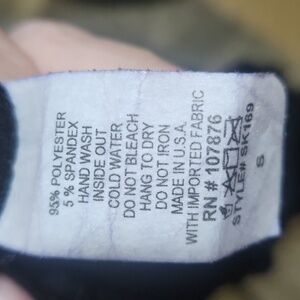 95% POLYESTER
5 % SPANDEX
HAND WASH
INSIDE OUT
COLD WATER
DO NOT BLEACH
HANG TO DRY
DO NOT IRON
MADE IN U.S.A.
WITH IMPORTED FABRIC
RN # 107876
STYLE# SK169
S